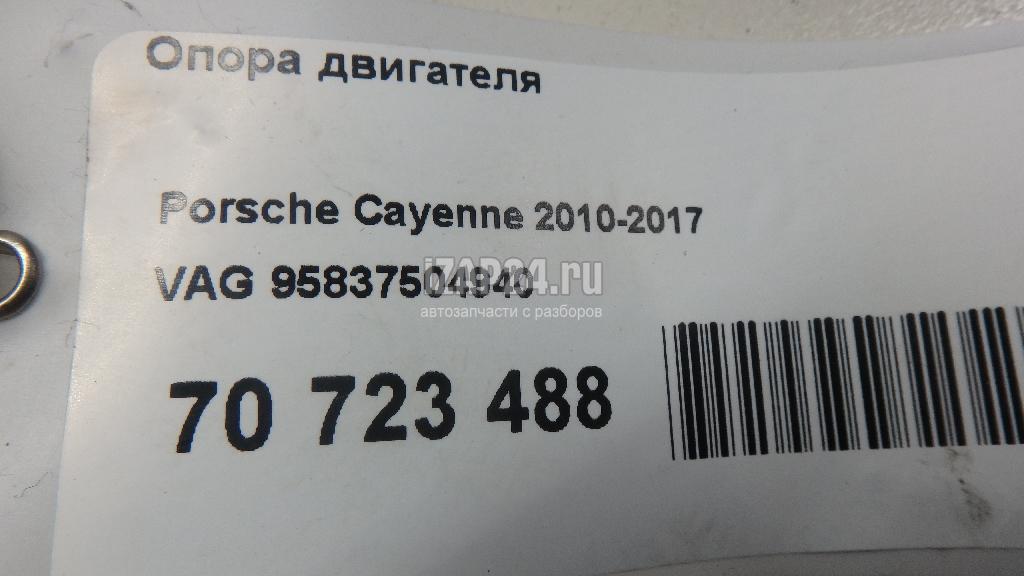 Опора двигателя
Porsche Cayenne 2010-2017
VAG 95837504940
iZAP24.ru
автозапчасти с разборов
70 723 488